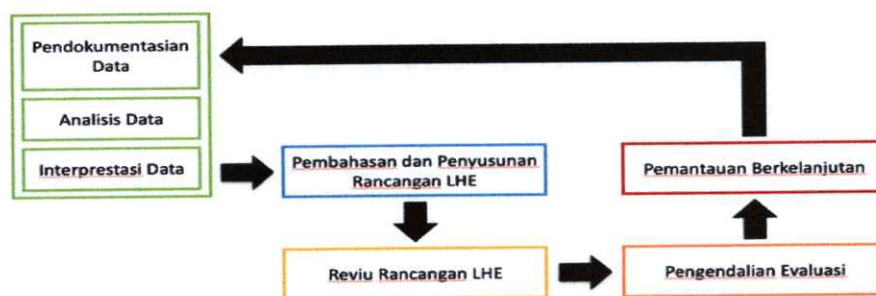 Pendokumentasian
Data
Analisis Data
Interprestasi Data
Pembahasan dan Penyusunan
Rancangan LHE
Pemantauan Berkelanjutan
Reviu Rancangan LHE
Pengendalian Evaluasi